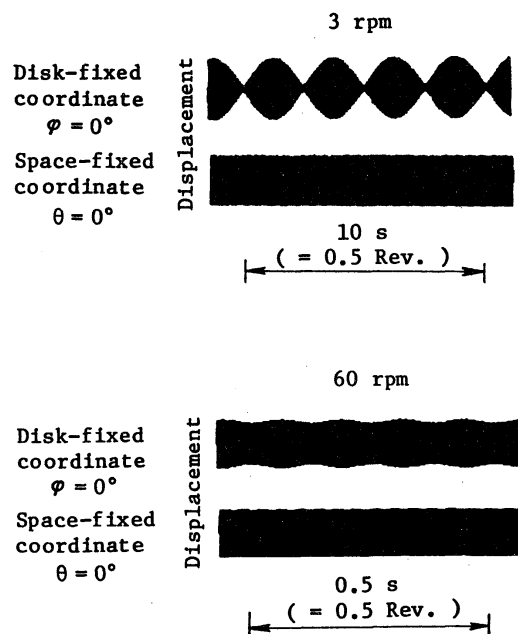 3 rpm
Disk-fixed
coordinate
φ = 0°
Space-fixed
coordinate
θ = 0°
Displacement
10 s
( = 0.5 Rev. )
60 rpm
Disk-fixed
coordinate
φ = 0°
Space-fixed
coordinate
θ = 0°
Displacement
0.5 s
( = 0.5 Rev. )